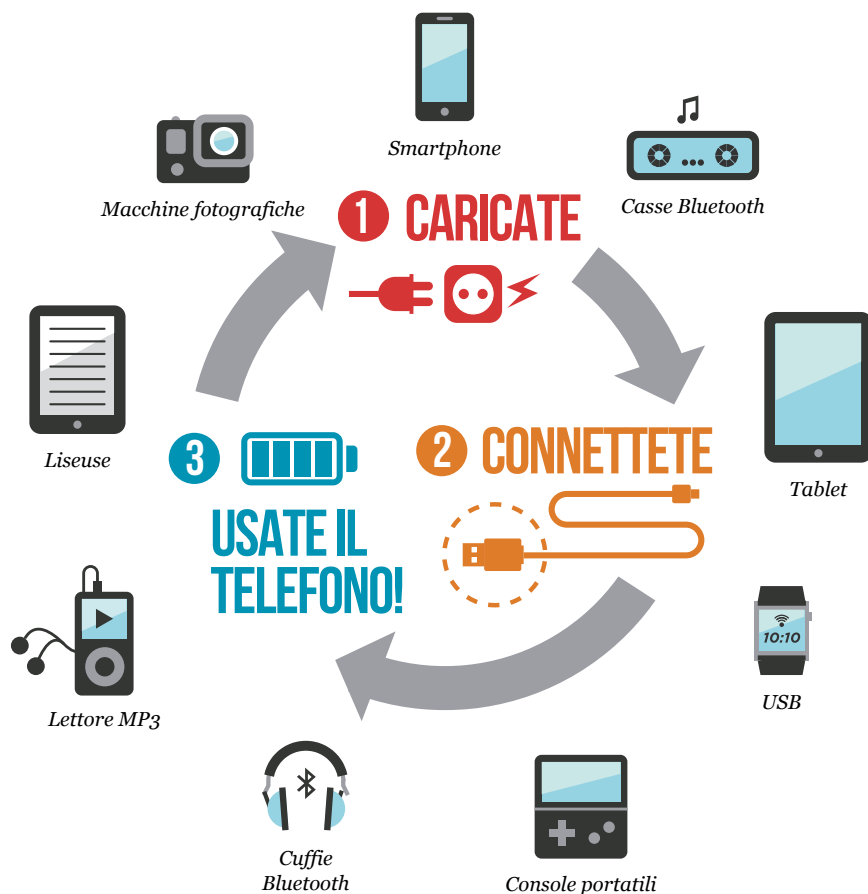 Smartphone
Macchine fotografiche
Casse Bluetooth
1 CARICATE
Liseuse
3
2 CONNETTETE
Tablet
USATE IL
TELEFONO!
10:10
USB
Lettore MP3
Cuffie
Bluetooth
Console portatili